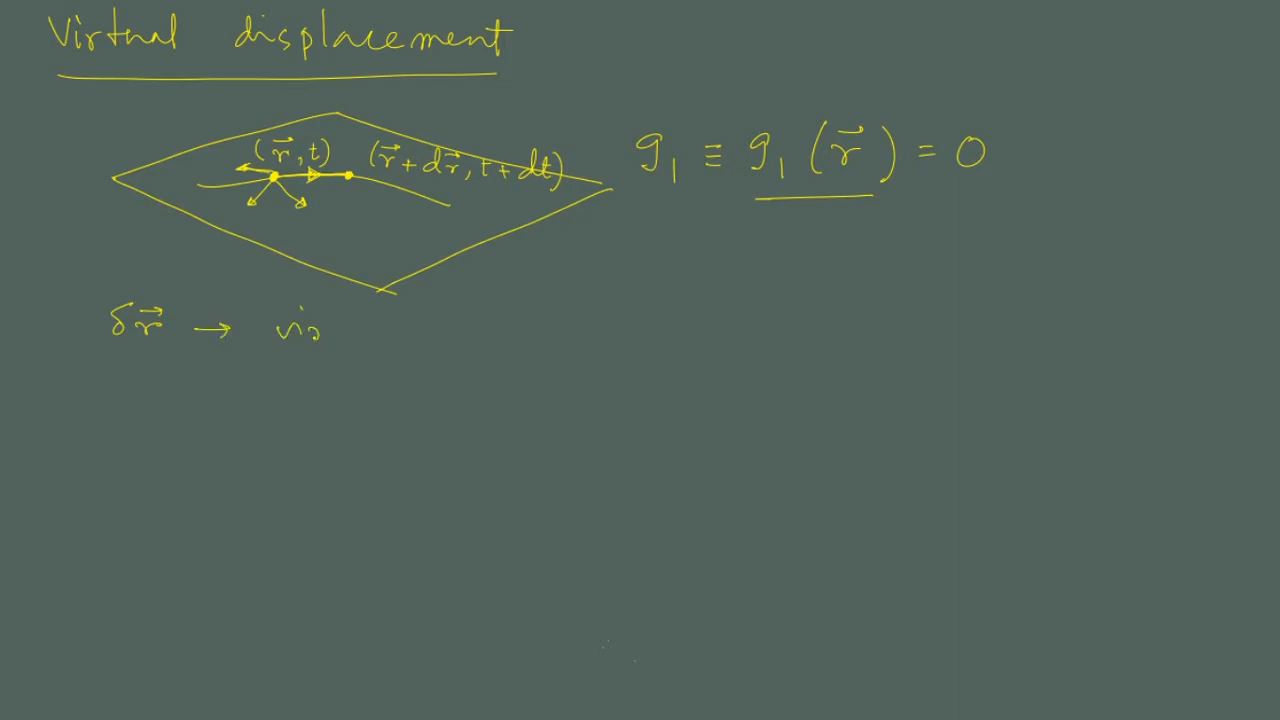 Virtual displacement
(r⃗, t) (r⃗ + dr⃗, t + dt)
g₁ ≡ g₁ (r⃗) = 0
δr⃗ →